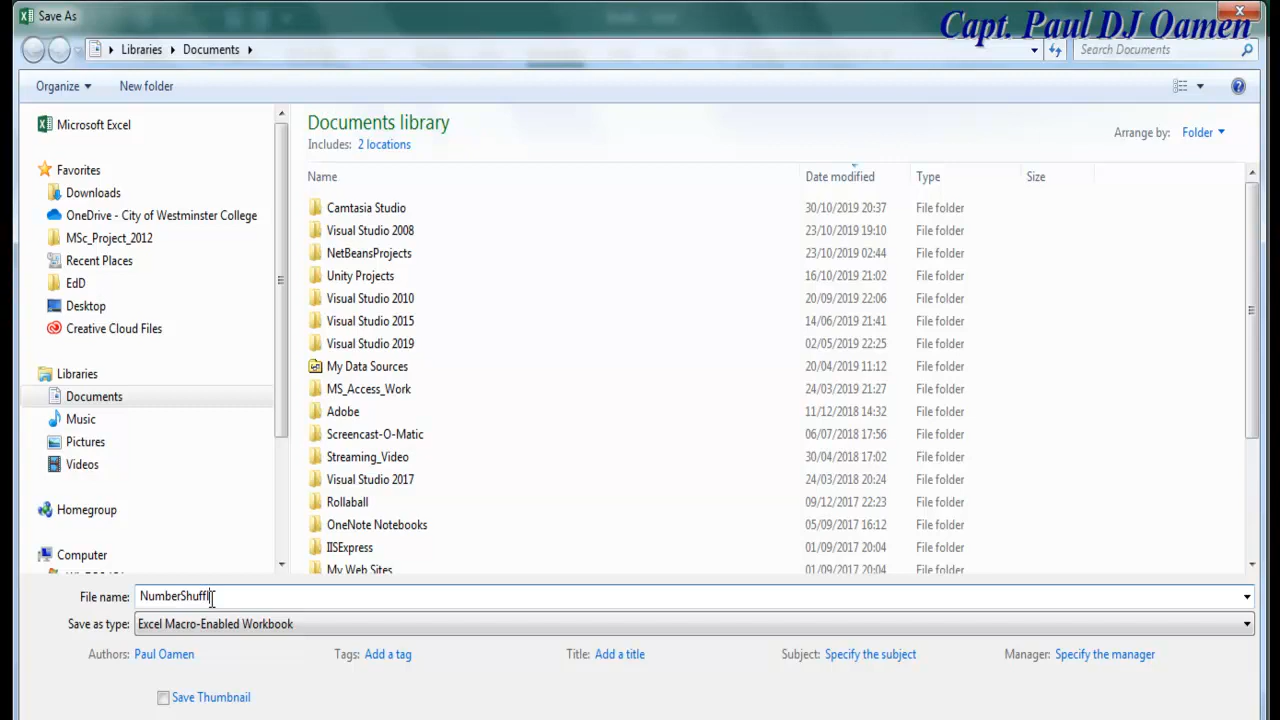 Save As
Capt. Paul DJ Oamen
Libraries Documents
Search Documents
Organize New folder
Microsoft Excel
Favorites
Downloads
OneDrive - City of Westminster College
MSc_Project_2012
Recent Places
EdD
Desktop
Creative Cloud Files
Libraries
Documents
Music
Pictures
Videos
Homegroup
Computer
Documents library
Includes: 2 locations
Arrange by: Folder
Name Date modified Type Size
Camtasia Studio 30/10/2019 20:37 File folder
Visual Studio 2008 23/10/2019 19:10 File folder
NetBeansProjects 23/10/2019 02:44 File folder
Unity Projects 16/10/2019 21:02 File folder
Visual Studio 2010 20/09/2019 22:06 File folder
Visual Studio 2015 14/06/2019 21:41 File folder
Visual Studio 2019 02/05/2019 22:25 File folder
My Data Sources 20/04/2019 11:12 File folder
MS_Access_Work 24/03/2019 21:27 File folder
Adobe 11/12/2018 14:32 File folder
Screencast-O-Matic 06/07/2018 17:56 File folder
Streaming_Video 30/04/2018 17:02 File folder
Visual Studio 2017 24/03/2018 20:24 File folder
Rollaball 09/12/2017 22:23 File folder
OneNote Notebooks 05/09/2017 16:12 File folder
IISExpress 01/09/2017 20:04 File folder
My Web Sites 01/09/2017 20:04 File folder
File name: NumberShuffl
Save as type: Excel Macro-Enabled Workbook
Authors: Paul Oamen Tags: Add a tag Title: Add a title Subject: Specify the subject Manager: Specify the manager
Save Thumbnail